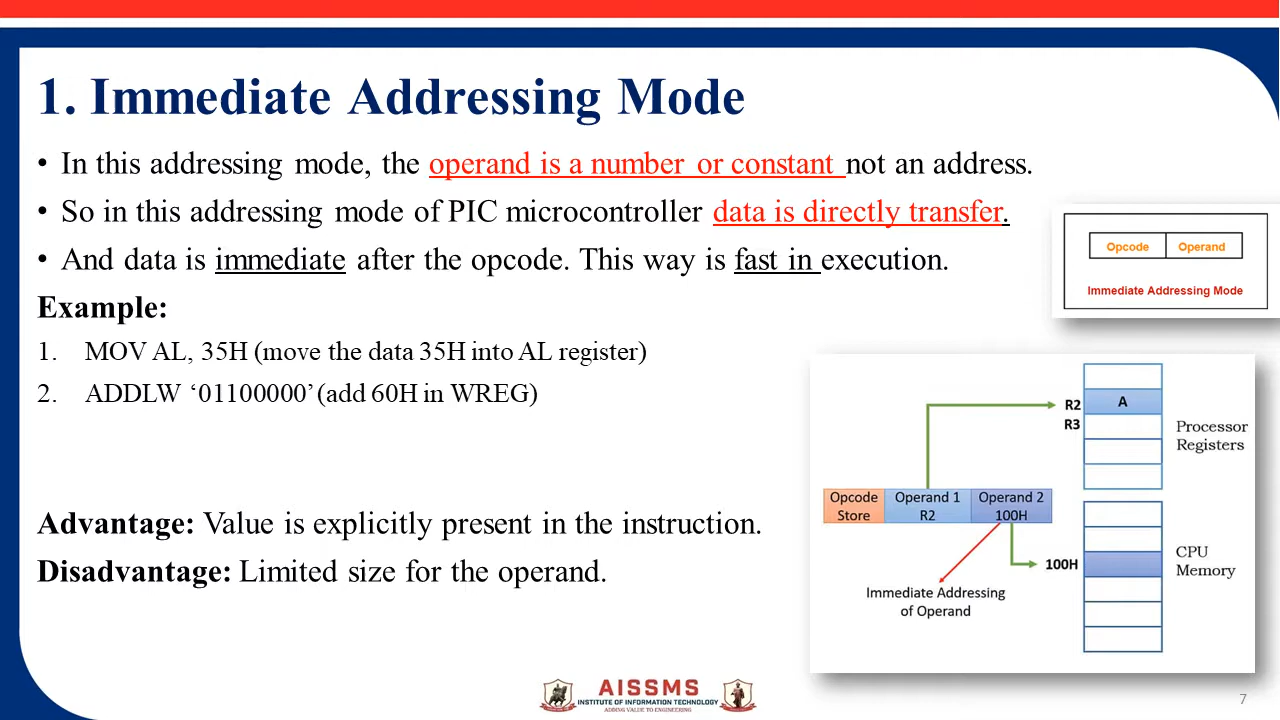 1. Immediate Addressing Mode
• In this addressing mode, the operand is a number or constant not an address.
• So in this addressing mode of PIC microcontroller data is directly transfer.
• And data is immediate after the opcode. This way is fast in execution.
Example:
1. MOV AL, 35H (move the data 35H into AL register)
2. ADDLW ‘01100000’ (add 60H in WREG)
Advantage: Value is explicitly present in the instruction.
Disadvantage: Limited size for the operand.
Opcode Operand
Immediate Addressing Mode
R2 A
R3
Processor
Registers
Opcode Operand 1 Operand 2
Store R2 100H
100H
CPU
Memory
Immediate Addressing
of Operand
AISSMS
INSTITUTE OF INFORMATION TECHNOLOGY
ADDING VALUE TO ENGINEERING
7